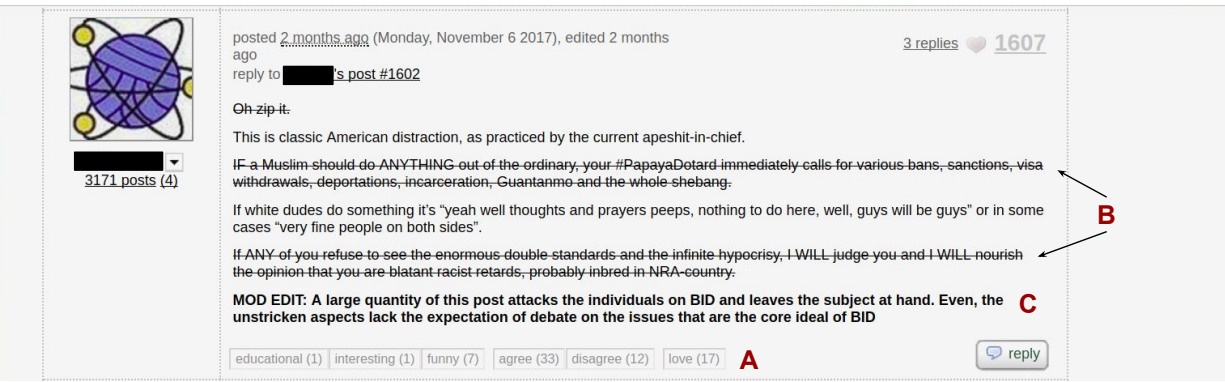 posted 2 months ago (Monday, November 6 2017), edited 2 months
ago
3 replies 1607
reply to 's post #1602
Oh zip it.
This is classic American distraction, as practiced by the current apeshit-in-chief.
3171 posts (4)
IF a Muslim should do ANYTHING out of the ordinary, your #PapayaDotard immediately calls for various bans, sanctions, visa
withdrawals, deportations, incarceration, Guantanmo and the whole shebang.
If white dudes do something it's “yeah well thoughts and prayers peeps, nothing to do here, well, guys will be guys” or in some
cases “very fine people on both sides”.
B
If ANY of you refuse to see the enormous double standards and the infinite hypocrisy, I WILL judge you and I WILL nourish
the opinion that you are blatant racist retards, probably inbred in NRA-country.
MOD EDIT: A large quantity of this post attacks the individuals on BID and leaves the subject at hand. Even, the
unstricken aspects lack the expectation of debate on the issues that are the core ideal of BID
C
educational (1) interesting (1) funny (7) agree (33) disagree (12) love (17)
A
reply